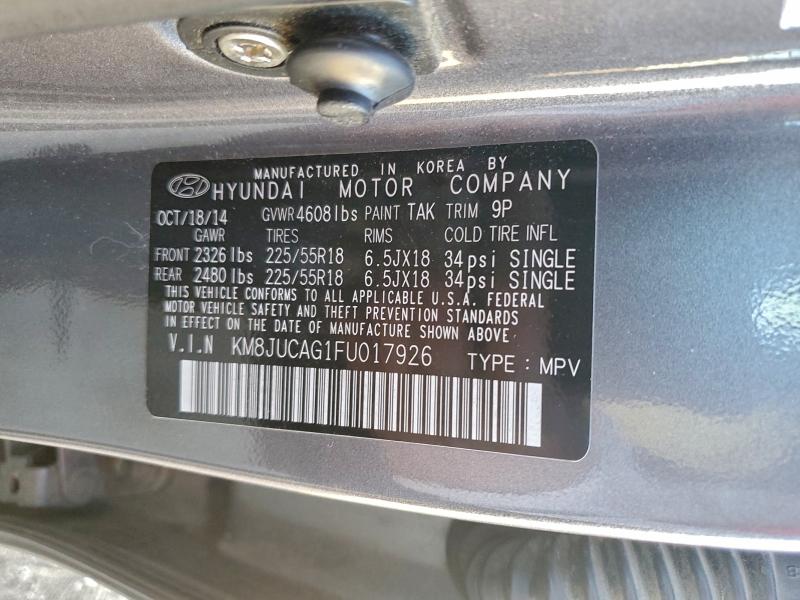 MANUFACTURED IN KOREA BY
HYUNDAI MOTOR COMPANY
OCT/18/14 GVWR 4608 lbs PAINT TAK TRIM 9P
GAWR TIRES RIMS COLD TIRE INFL
FRONT 2326 lbs 225/55R18 6.5JX18 34psi SINGLE
REAR 2480 lbs 225/55R18 6.5JX18 34psi SINGLE
THIS VEHICLE CONFORMS TO ALL APPLICABLE U.S.A. FEDERAL
MOTOR VEHICLE SAFETY AND THEFT PREVENTION STANDARDS
IN EFFECT ON THE DATE OF MANUFACTURE SHOWN ABOVE.
V.I.N KM8JUCAG1FU017926 TYPE : MPV